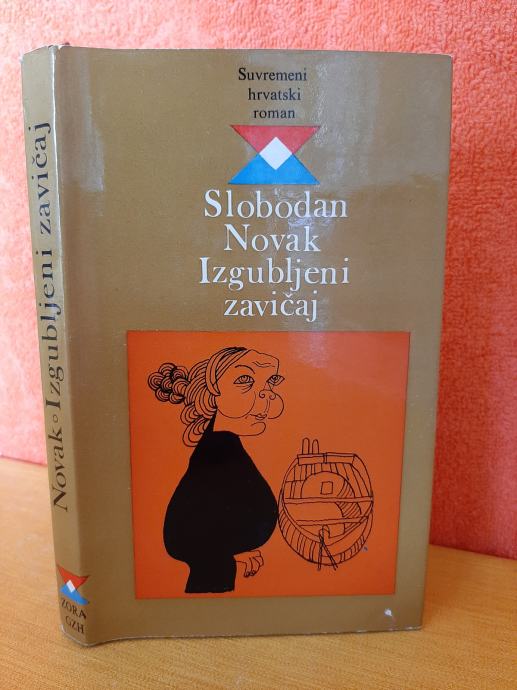 Suvremeni
hrvatski
roman
Slobodan
Novak
Izgubljeni
zavičaj
Novak◦Izgubljeni zavičaj
ZORA
GZH